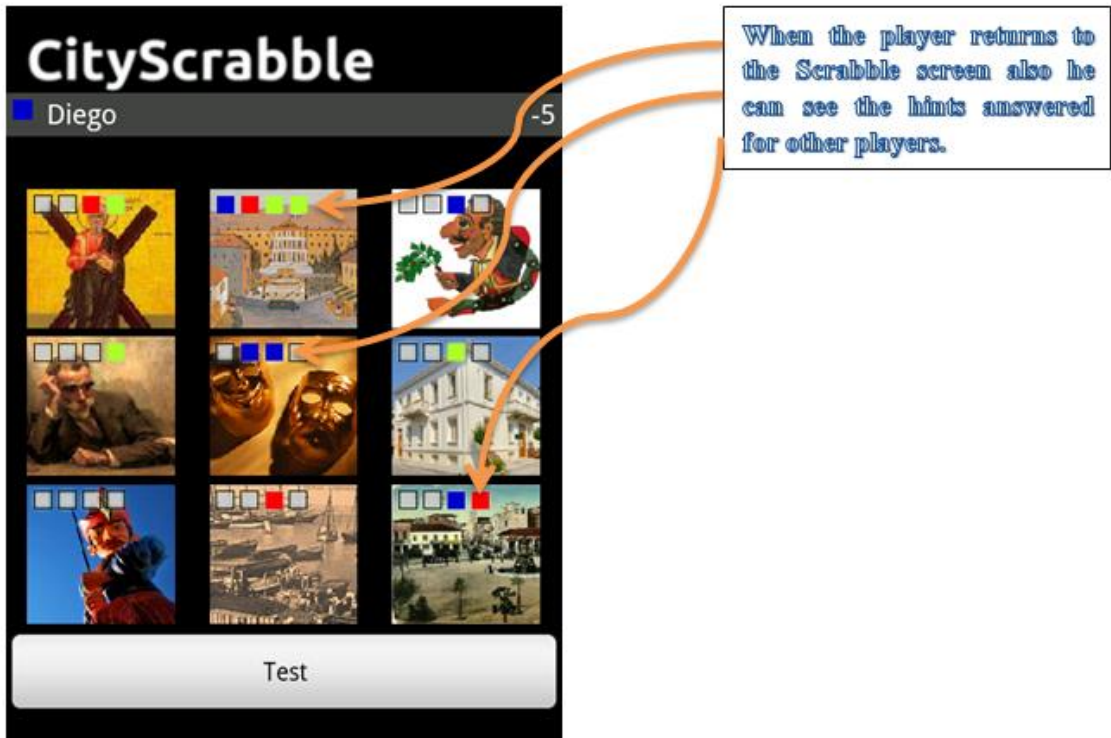 CityScrabble
Diego -5
When the player returns to
the Scrabble screen also he
can see the hints answered
for other players.
Test